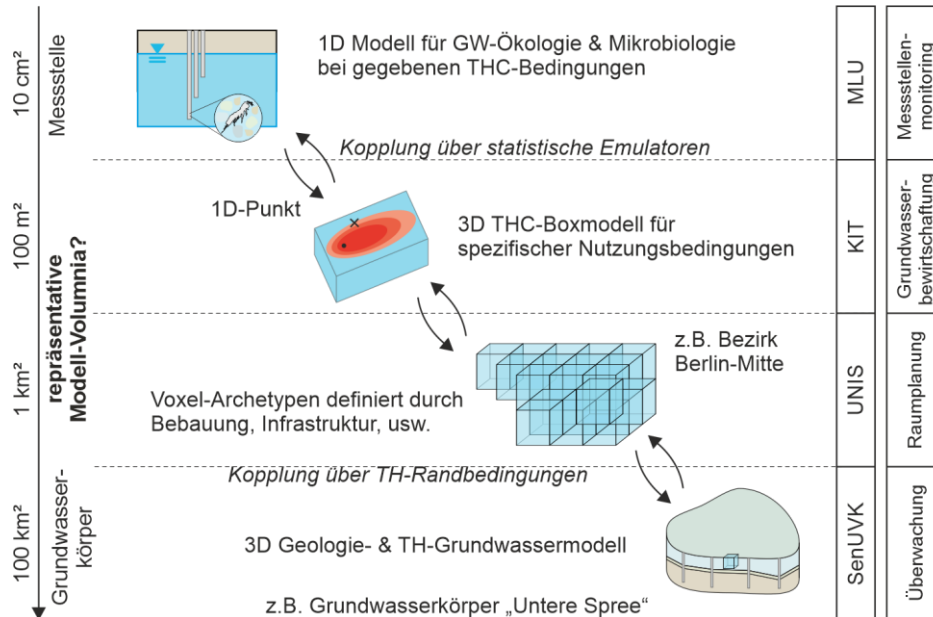 10 cm²
Messstelle
1D Modell für GW-Ökologie & Mikrobiologie
bei gegebenen THC-Bedingungen
MLU
Messstellen-
monitoring
Kopplung über statistische Emulatoren
100 m²
1D-Punkt
3D THC-Boxmodell für
spezifischer Nutzungsbedingungen
KIT
Grundwasser-
bewirtschaftung
repräsentative
Modell-Volumnia?
1 km²
z.B. Bezirk
Berlin-Mitte
Voxel-Archetypen definiert durch
Bebauung, Infrastruktur, usw.
UNIS
Raumplanung
Kopplung über TH-Randbedingungen
100 km²
Grundwasser-
körper
3D Geologie- & TH-Grundwassermodell
z.B. Grundwasserkörper „Untere Spree“
SenUVK
Überwachung